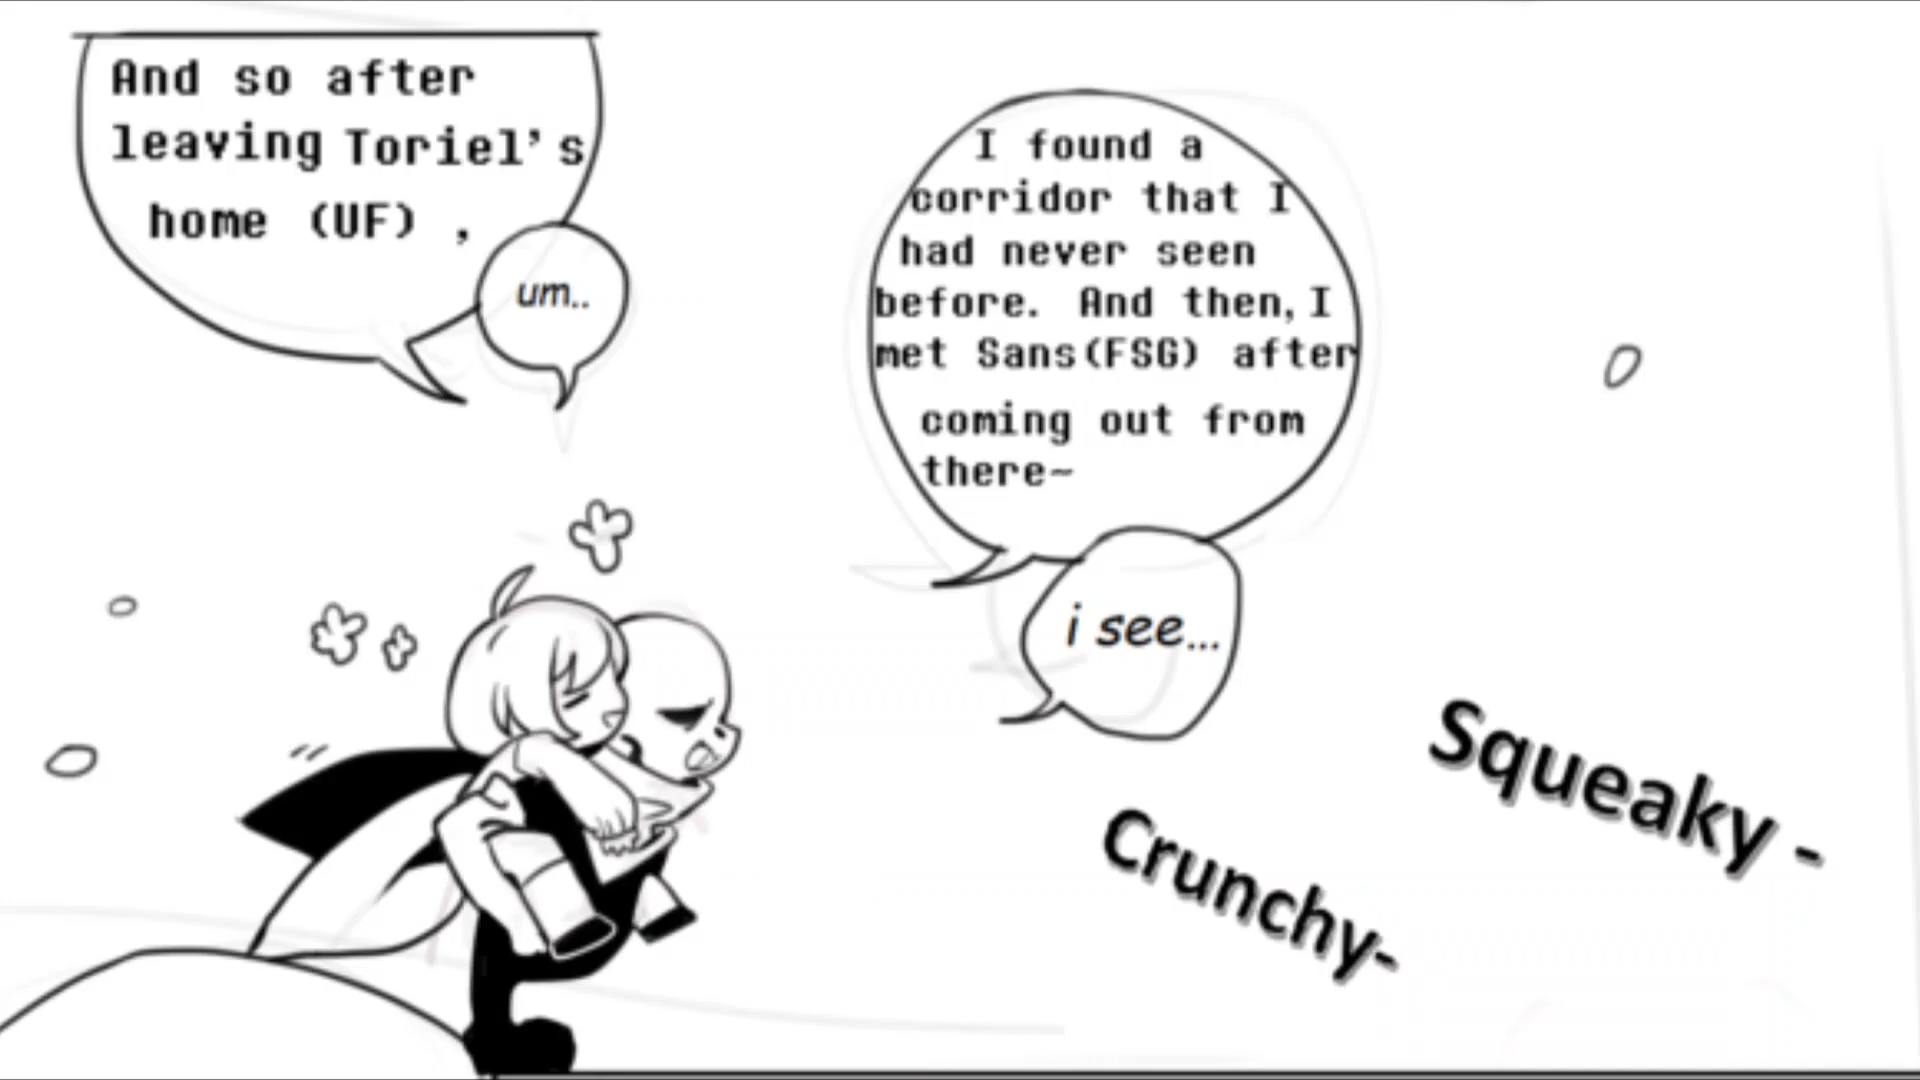 And so after
leaving Toriel's
home (UF) ,
um..
I found a
corridor that I
had never seen
before. And then, I
met Sans(FSG) after
coming out from
there~
i see...
Squeaky -
Crunchy-